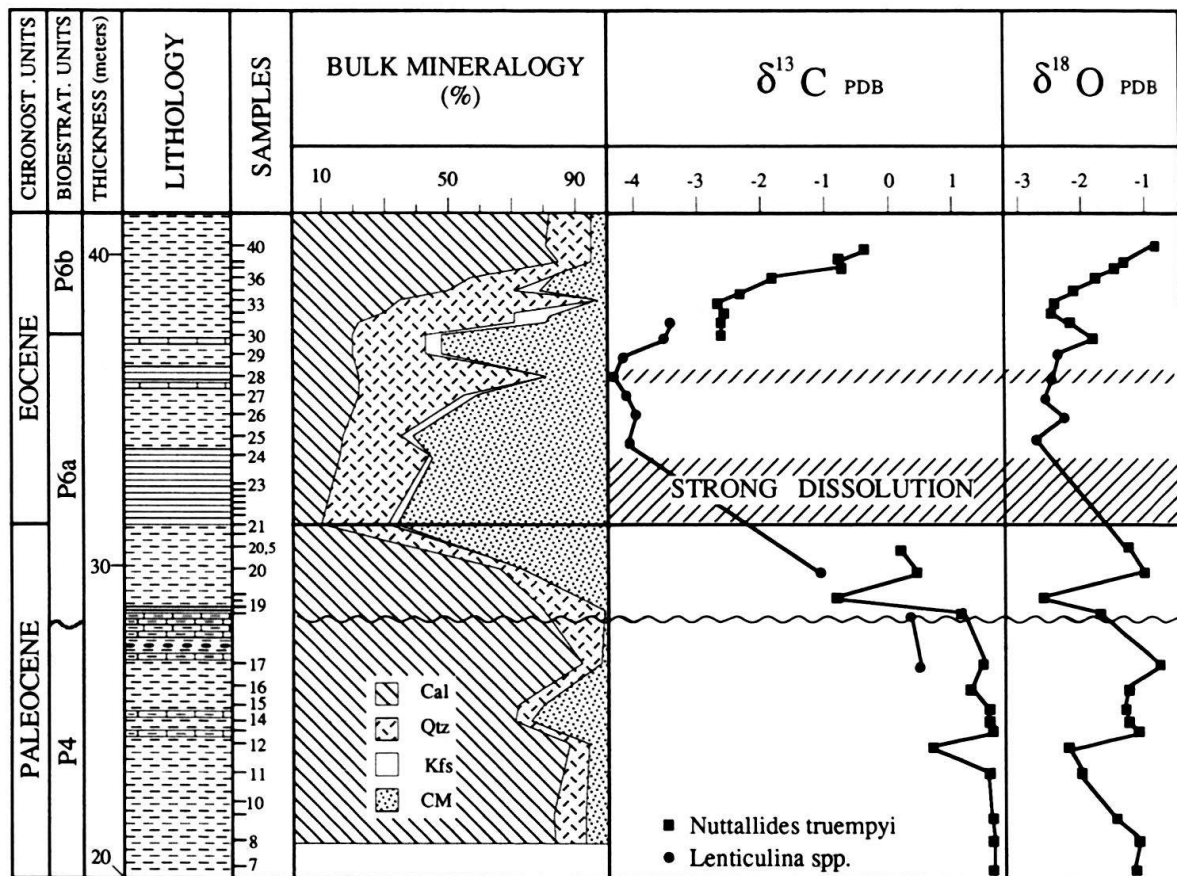 CHRONOST . UNITS
BIOESTRAT. UNITS
THICKNESS (meters)
LITHOLOGY
SAMPLES
BULK MINERALOGY
(%)
δ13 C PDB
δ18 O PDB
10 50 90
-4 -3 -2 -1 0 1
-3 -2 -1
EOCENE
PALEOCENE
P6b
P6a
P4
40
30
20
40
36
33
30
29
28
27
26
25
24
23
21
20,5
20
19
17
16
15
14
12
11
10
8
7
STRONG DISSOLUTION
Cal
Qtz
Kfs
CM
Nuttallides truempyi
Lenticulina spp.